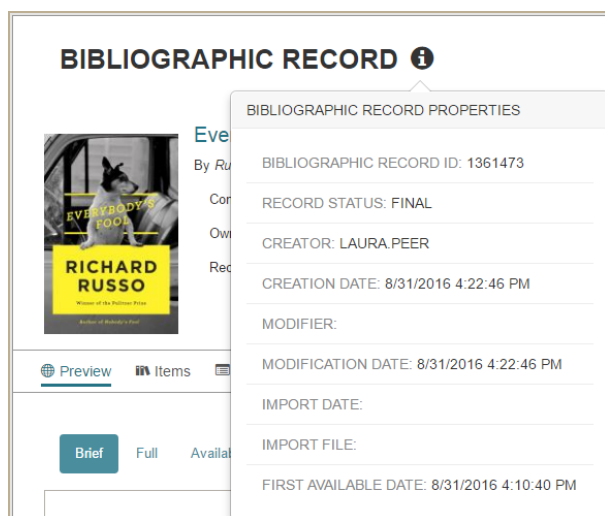 BIBLIOGRAPHIC RECORD
BIBLIOGRAPHIC RECORD PROPERTIES
Eve
By Ru
BIBLIOGRAPHIC RECORD ID: 1361473
Con
RECORD STATUS: FINAL
EVERYBODY'S
FOOL
Own
CREATOR: LAURA.PEER
RICHARD
RUSSO
Rec
CREATION DATE: 8/31/2016 4:22:46 PM
Winner of the Pulitzer Prize
Author of Nobody's Fool
MODIFIER:
Preview
Items
MODIFICATION DATE: 8/31/2016 4:22:46 PM
IMPORT DATE:
Brief
Full
Availab
IMPORT FILE:
FIRST AVAILABLE DATE: 8/31/2016 4:10:40 PM